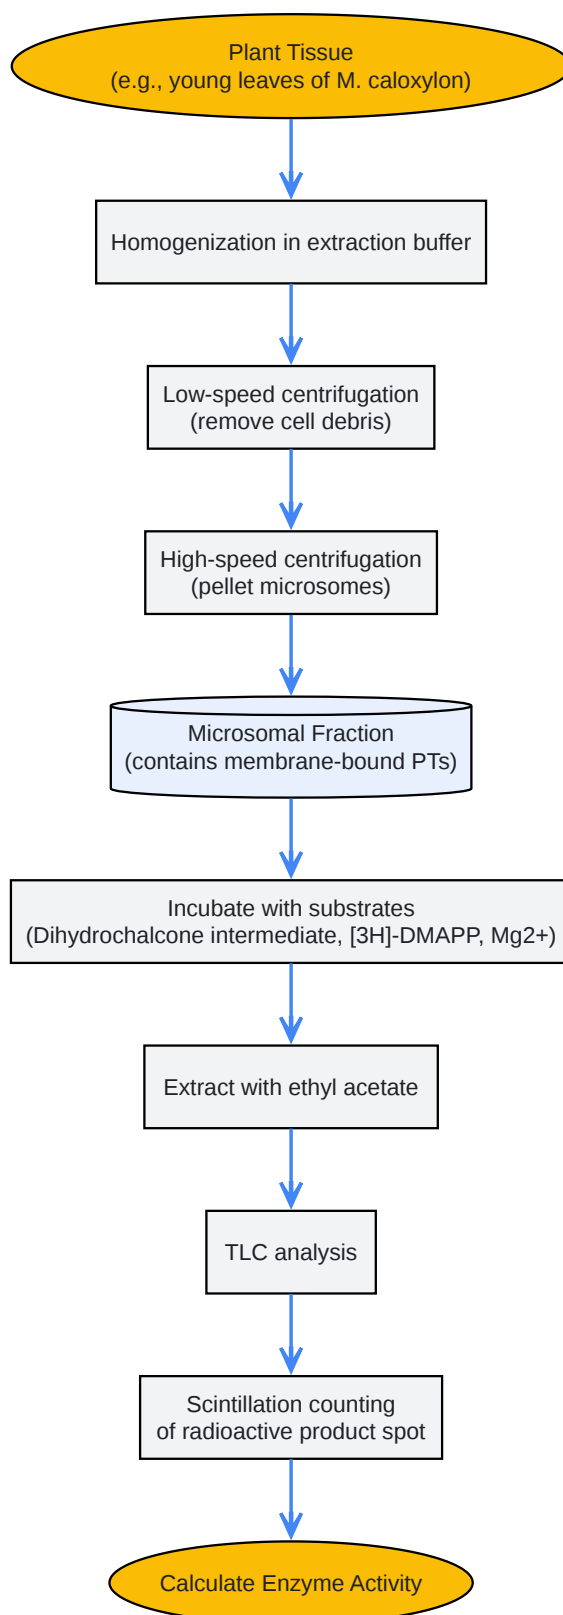 Plant Tissue
(e.g., young leaves of M. caloxylon)
Homogenization in extraction buffer
Low-speed centrifugation
(remove cell debris)
High-speed centrifugation
(pellet microsomes)
Microsomal Fraction
(contains membrane-bound PTs)
Incubate with substrates
(Dihydrochalcone intermediate, [3H]-DMAPP, Mg2+)
Extract with ethyl acetate
TLC analysis
Scintillation counting
of radioactive product spot
Calculate Enzyme Activity